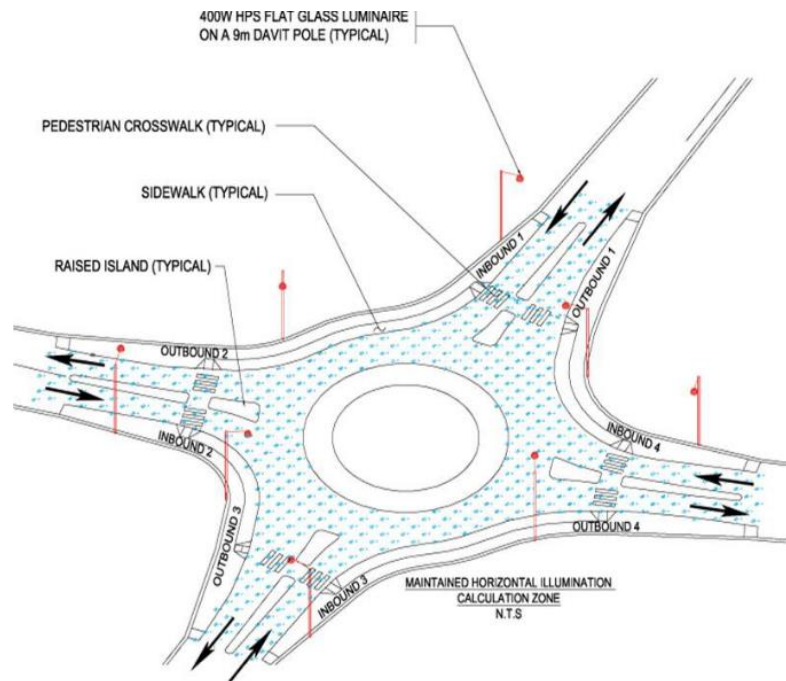 400W HPS FLAT GLASS LUMINAIRE
ON A 9m DAVIT POLE (TYPICAL)
PEDESTRIAN CROSSWALK (TYPICAL)
SIDEWALK (TYPICAL)
RAISED ISLAND (TYPICAL)
INBOUND 1
OUTBOUND 1
OUTBOUND 2
INBOUND 2
INBOUND 4
OUTBOUND 4
OUTBOUND 3
INBOUND 3
MAINTAINED HORIZONTAL ILLUMINATION
CALCULATION ZONE
N.T.S